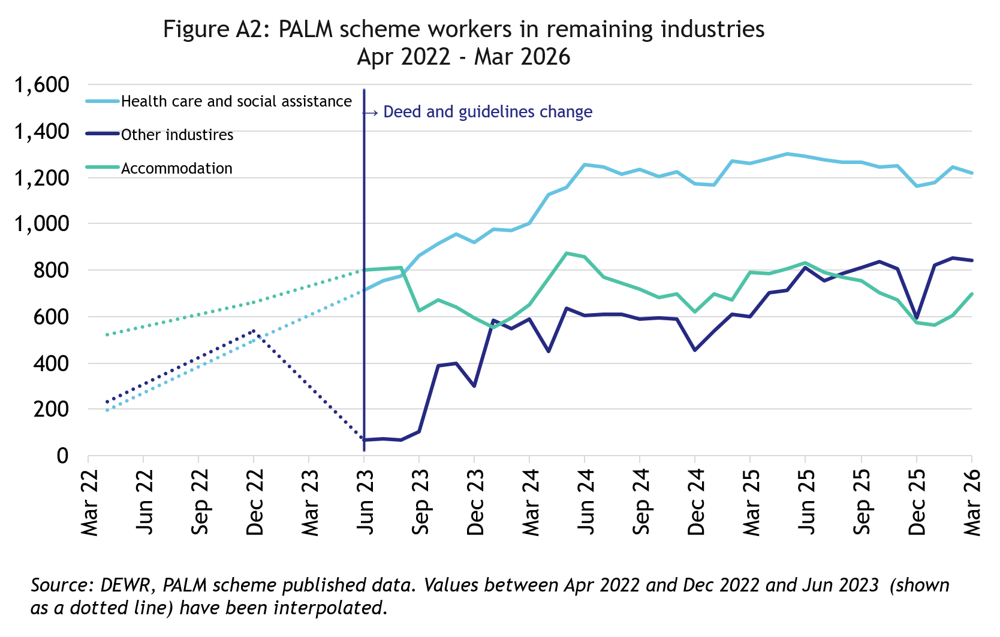 Figure A2: PALM scheme workers in remaining industries
Apr 2022 - Mar 2026
1,600
1,400
1,200
1,000
800
600
400
200
0
Health care and social assistance
Other industires
Accommodation
→ Deed and guidelines change
Mar 22
Jun 22
Sep 22
Dec 22
Mar 23
Jun 23
Sep 23
Dec 23
Mar 24
Jun 24
Sep 24
Dec 24
Mar 25
Jun 25
Sep 25
Dec 25
Mar 26
Source: DEWR, PALM scheme published data. Values between Apr 2022 and Dec 2022 and Jun 2023 (shown
as a dotted line) have been interpolated.